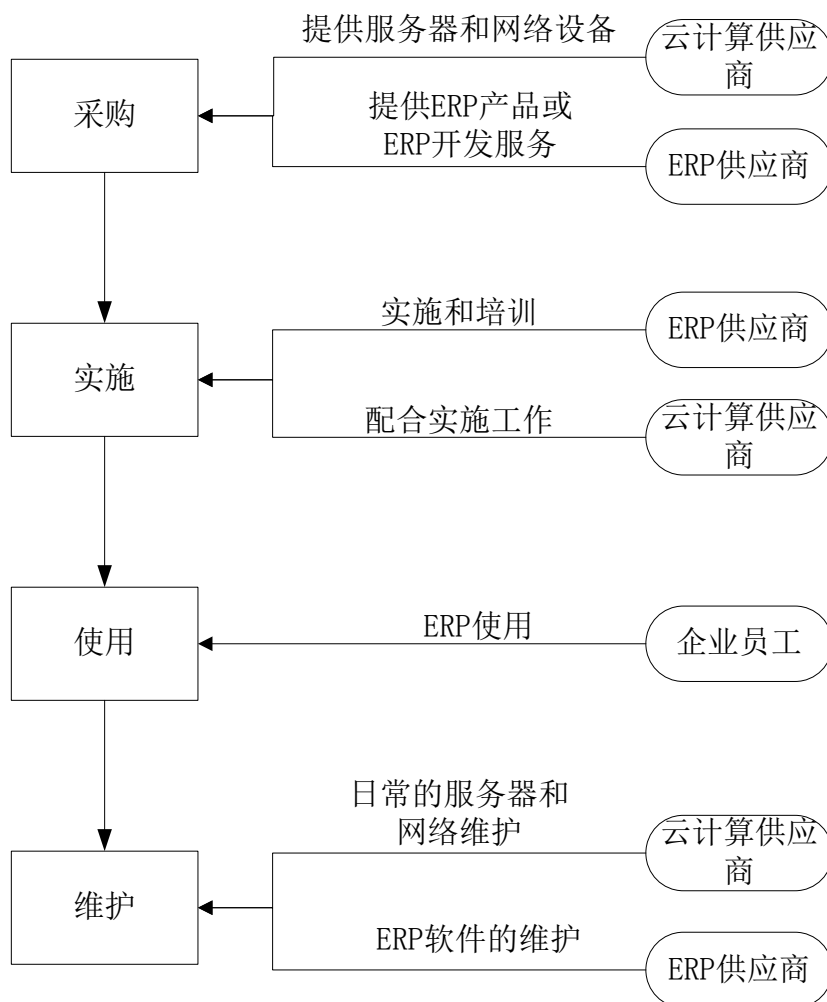 提供服务器和网络设备
云计算供应
商
采购
提供ERP产品或
ERP开发服务
ERP供应商
实施和培训
ERP供应商
实施
配合实施工作
云计算供应
商
使用
ERP使用
企业员工
日常的服务器和
网络维护
云计算供应
商
维护
ERP软件的维护
ERP供应商